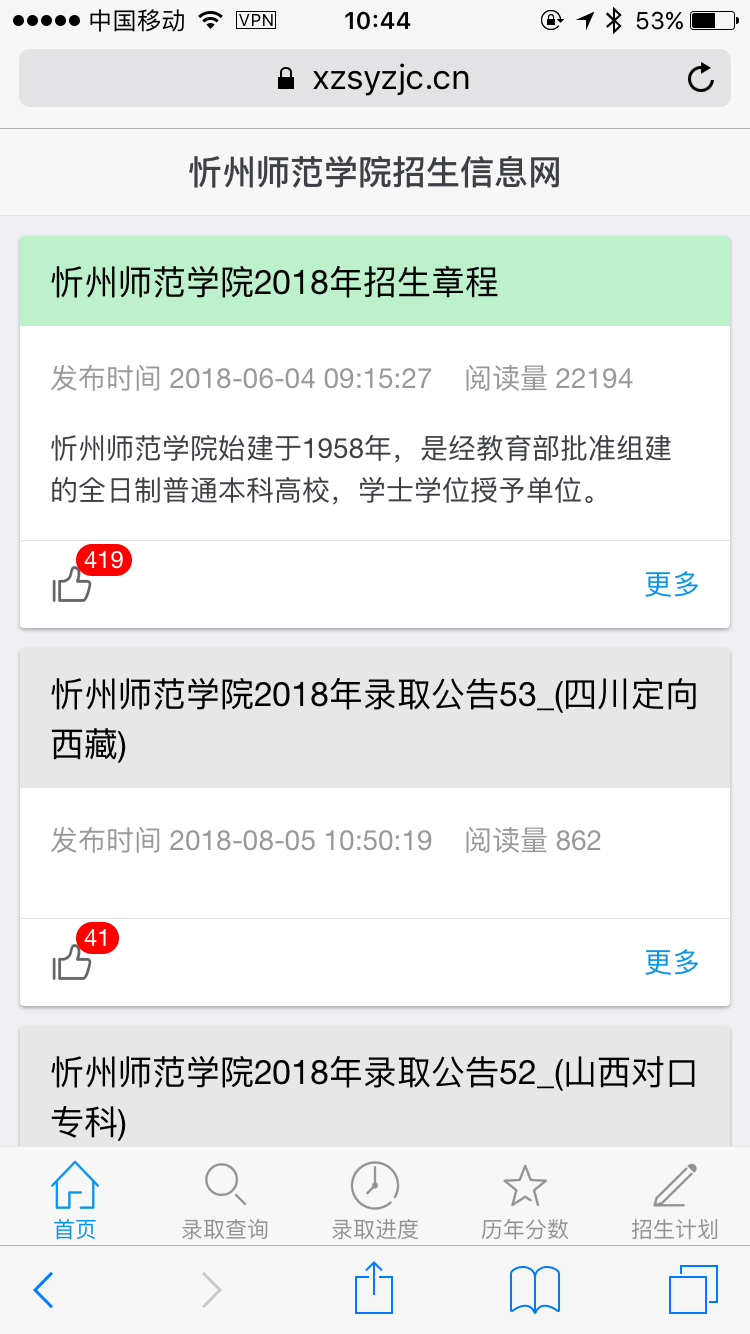 中国移动 VPN 10:44 53%
xzsyzjc.cn
忻州师范学院招生信息网
忻州师范学院2018年招生章程
发布时间 2018-06-04 09:15:27 阅读量 22194
忻州师范学院始建于1958年，是经教育部批准组建
的全日制普通本科高校，学士学位授予单位。
419
更多
忻州师范学院2018年录取公告53_(四川定向
西藏)
发布时间 2018-08-05 10:50:19 阅读量 862
41
更多
忻州师范学院2018年录取公告52_(山西对口
专科)
首页 录取查询 录取进度 历年分数 招生计划